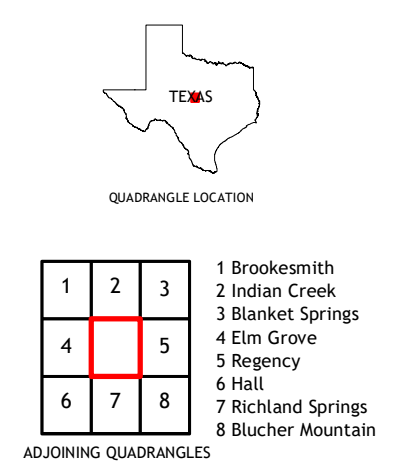 TEXAS
QUADRANGLE LOCATION
1 2 3
4 5
6 7 8
1 Brookesmith
2 Indian Creek
3 Blanket Springs
4 Elm Grove
5 Regency
6 Hall
7 Richland Springs
8 Blucher Mountain
ADJOINING QUADRANGLES